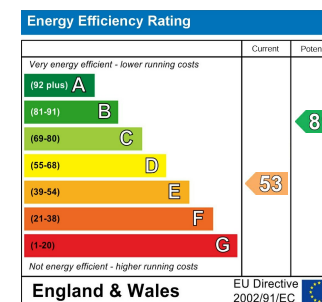 Energy Efficiency Rating
Current
Very energy efficient - lower running costs
(92 plus) A
(81-91) B
(69-80) C
(55-68) D
(39-54) E
53
(21-38) F
(1-20) G
Not energy efficient - higher running costs
England & Wales
EU Directive
2002/91/EC